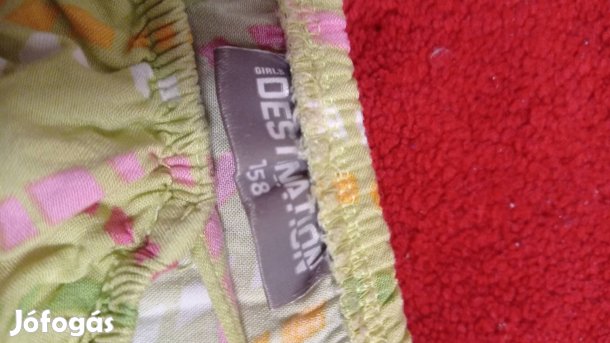 GIRLS
DESTINATION
158
Jófogás